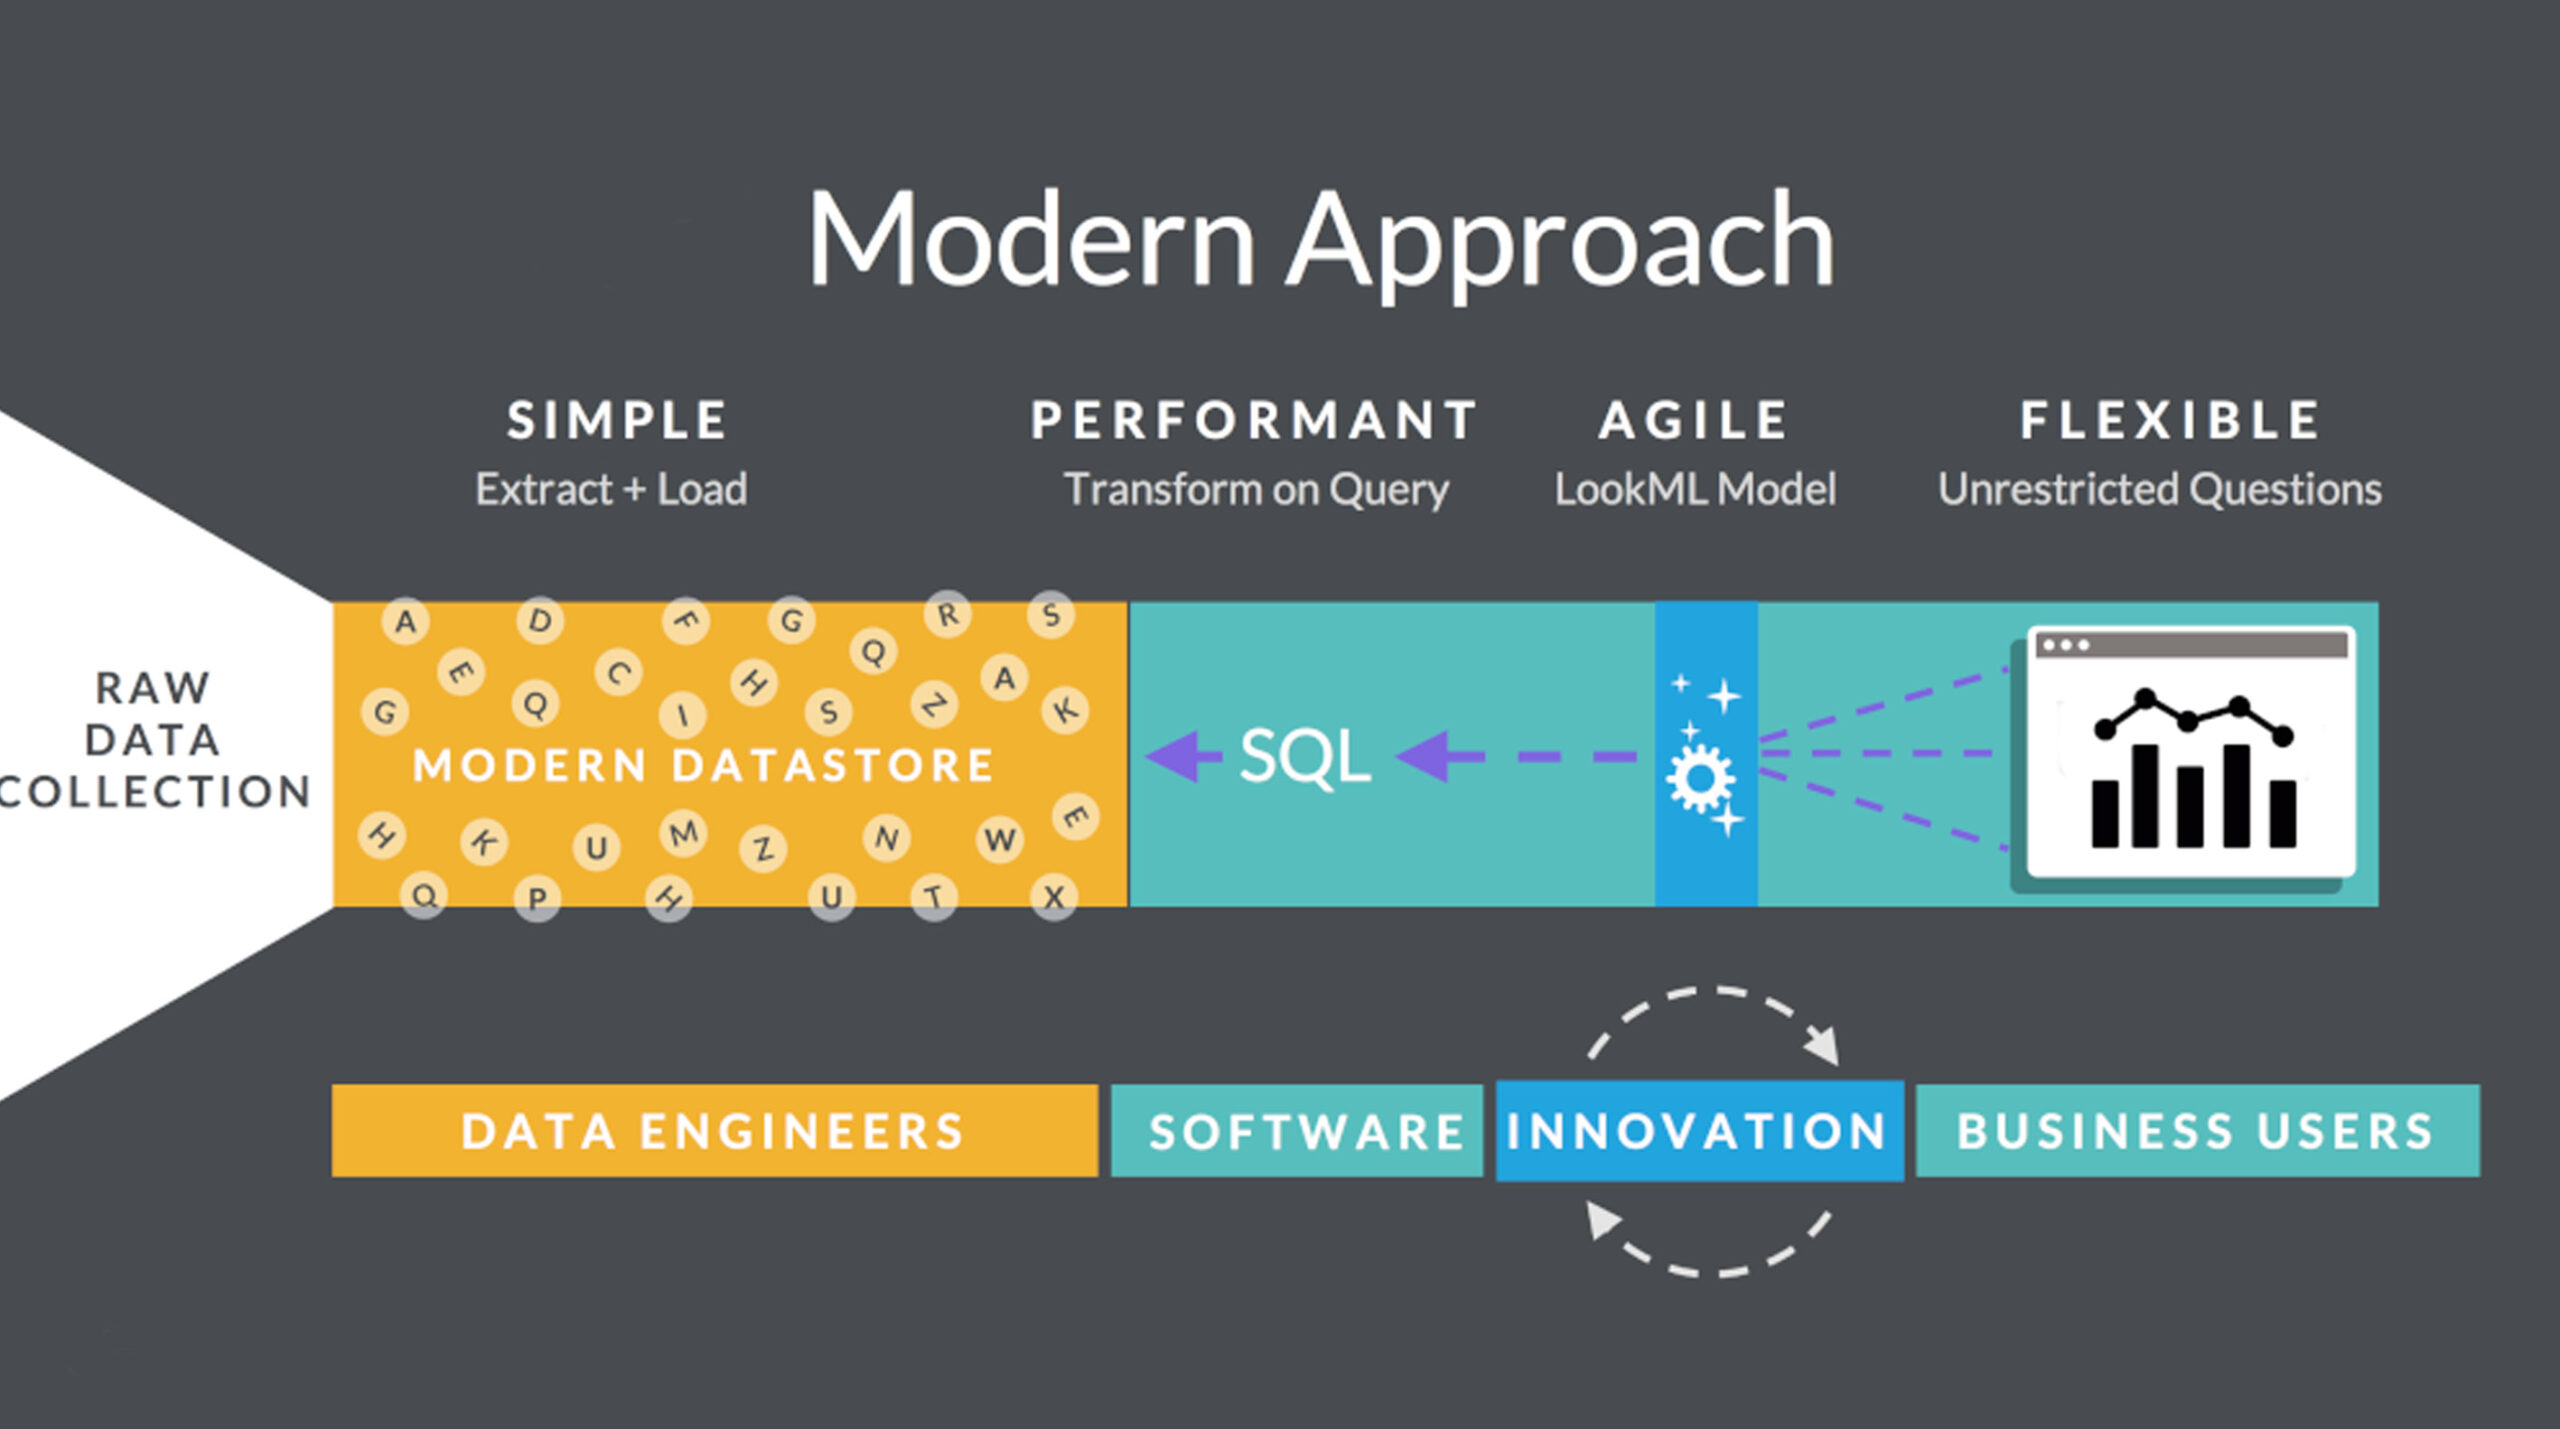 Modern Approach
SIMPLE
Extract + Load
PERFORMANT
Transform on Query
AGILE
LookML Model
FLEXIBLE
Unrestricted Questions
RAW
DATA
COLLECTION
A D F G R S
E C H Q A
G Q I S Z K
MODERN DATASTORE
H K U M Z N W E
Q P H U T X
SQL
DATA ENGINEERS
SOFTWARE
INNOVATION
BUSINESS USERS